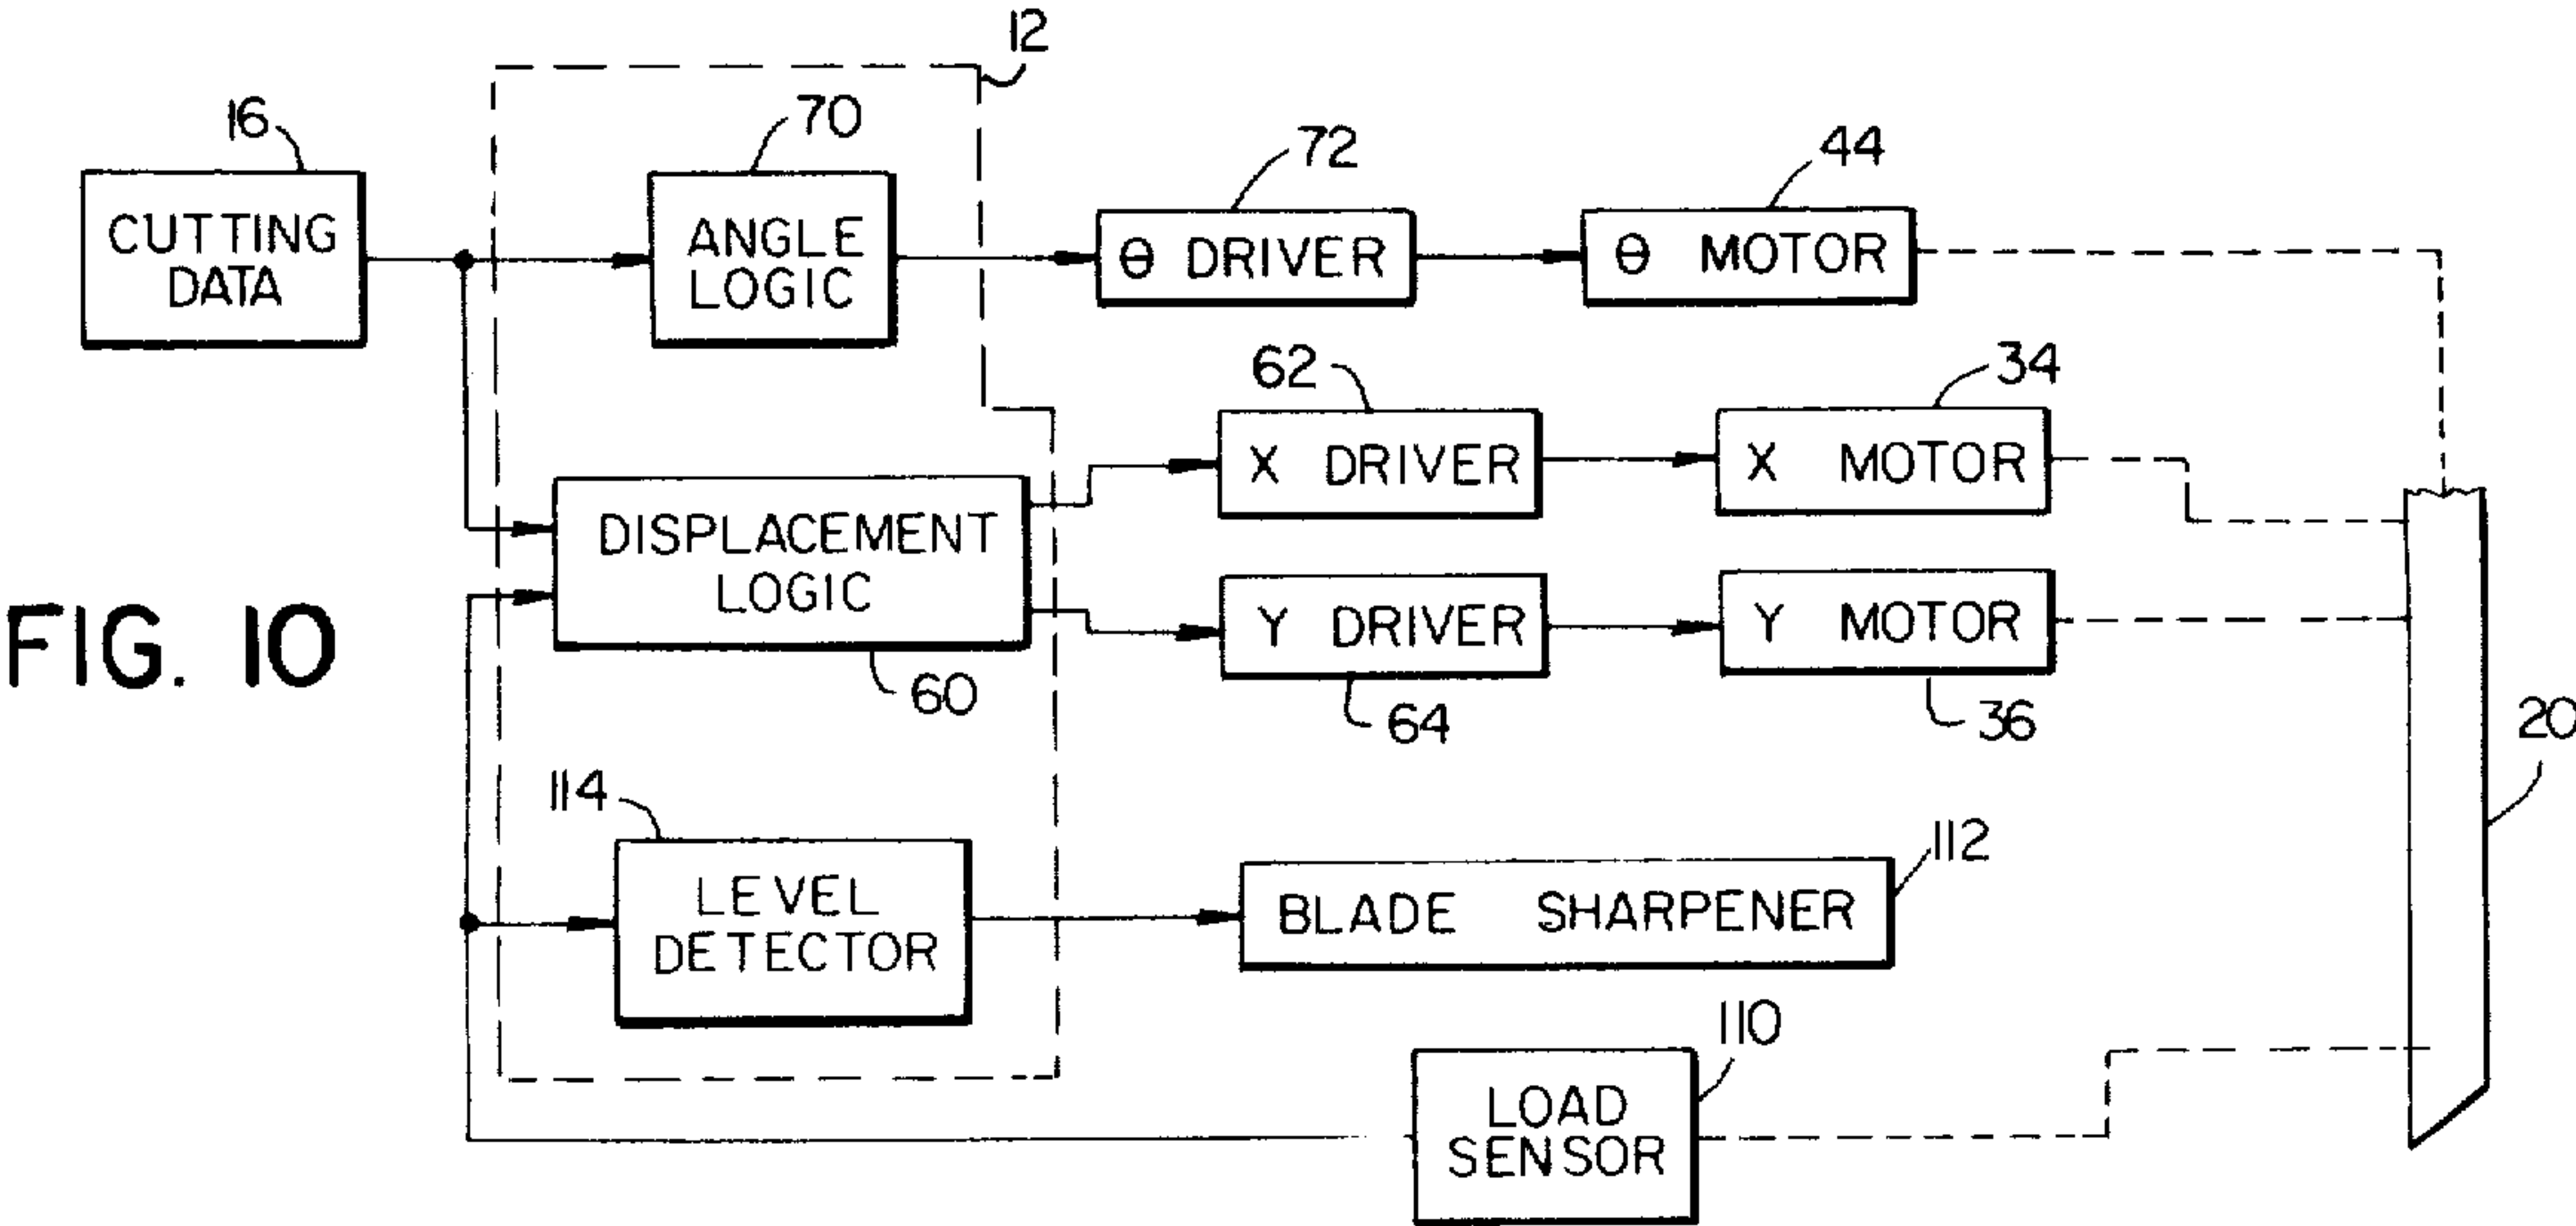 12
16
70
72
44
CUTTING
DATA
ANGLE
LOGIC
θ DRIVER
θ MOTOR
62
34
X DRIVER
X MOTOR
DISPLACEMENT
LOGIC
Y DRIVER
Y MOTOR
FIG. 10
60
64
36
20
114
112
LEVEL
DETECTOR
BLADE SHARPENER
110
LOAD
SENSOR